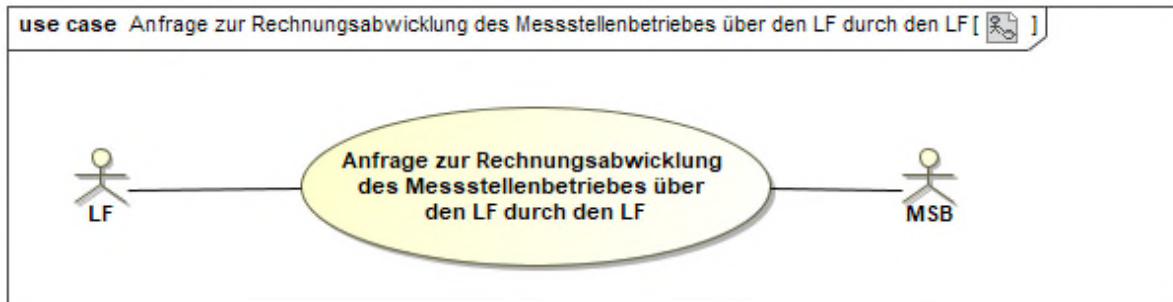 use case Anfrage zur Rechnungsabwicklung des Messstellenbetriebes über den LF durch den LF [ ]
Anfrage zur Rechnungsabwicklung
des Messstellenbetriebes über
den LF durch den LF
LF
MSB